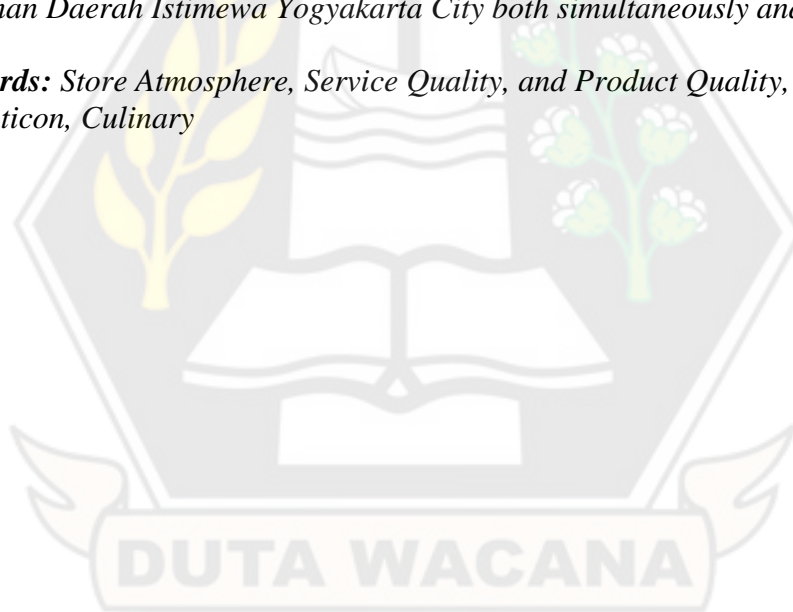 nan Daerah Istimewa Yogyakarta City both simultaneously and
rds: Store Atmosphere, Service Quality, and Product Quality,
ticon, Culinary
DUTA WACANA